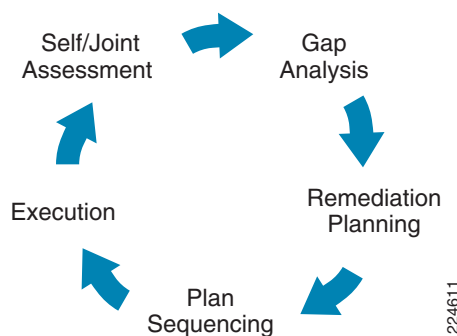 Self/Joint
Assessment
Gap
Analysis
Remediation
Planning
Plan
Sequencing
Execution
224611